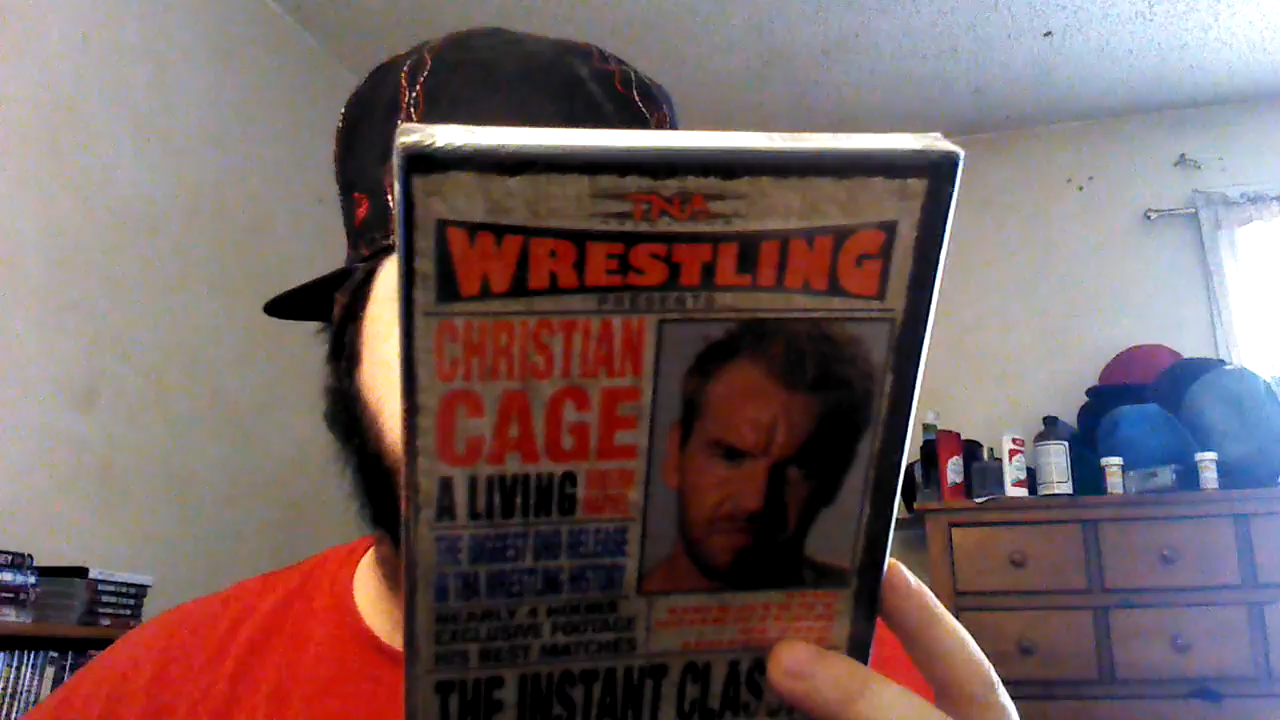 TNA
WRESTLING
PRESENTS
CHRISTIAN
CAGE
A LIVING
THE BIGGEST DVD RELEASE
IN TNA WRESTLING HISTORY
NEARLY 4 HOURS
EXCLUSIVE FOOTAGE
HIS BEST MATCHES
THE INSTANT CLAS